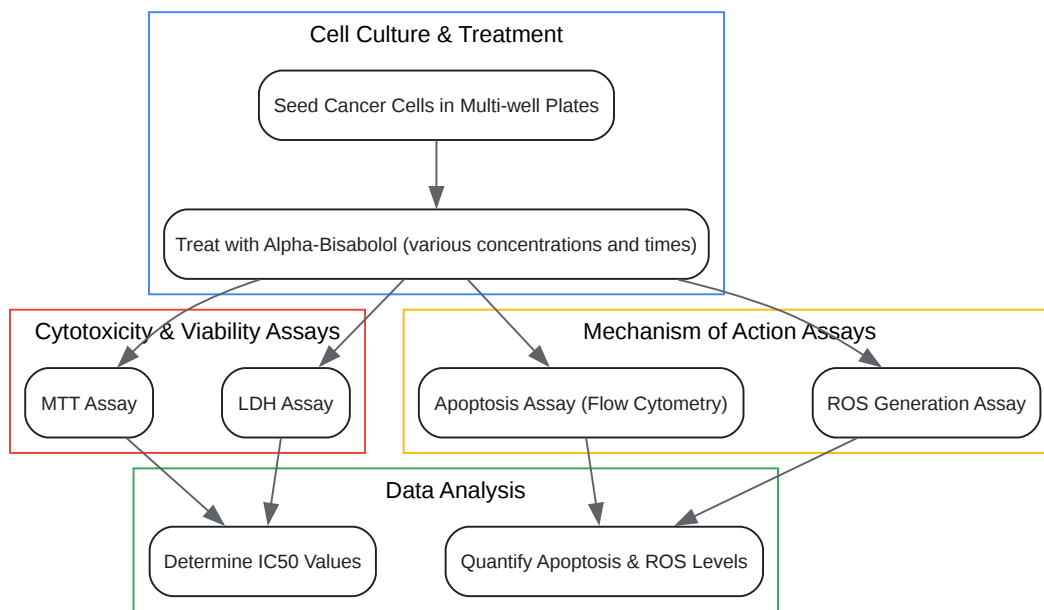 Cell Culture & Treatment
Seed Cancer Cells in Multi-well Plates
Treat with Alpha-Bisabolol (various concentrations and times)
Cytotoxicity & Viability Assays
MTT Assay
LDH Assay
Mechanism of Action Assays
Apoptosis Assay (Flow Cytometry)
ROS Generation Assay
Data Analysis
Determine IC50 Values
Quantify Apoptosis & ROS Levels